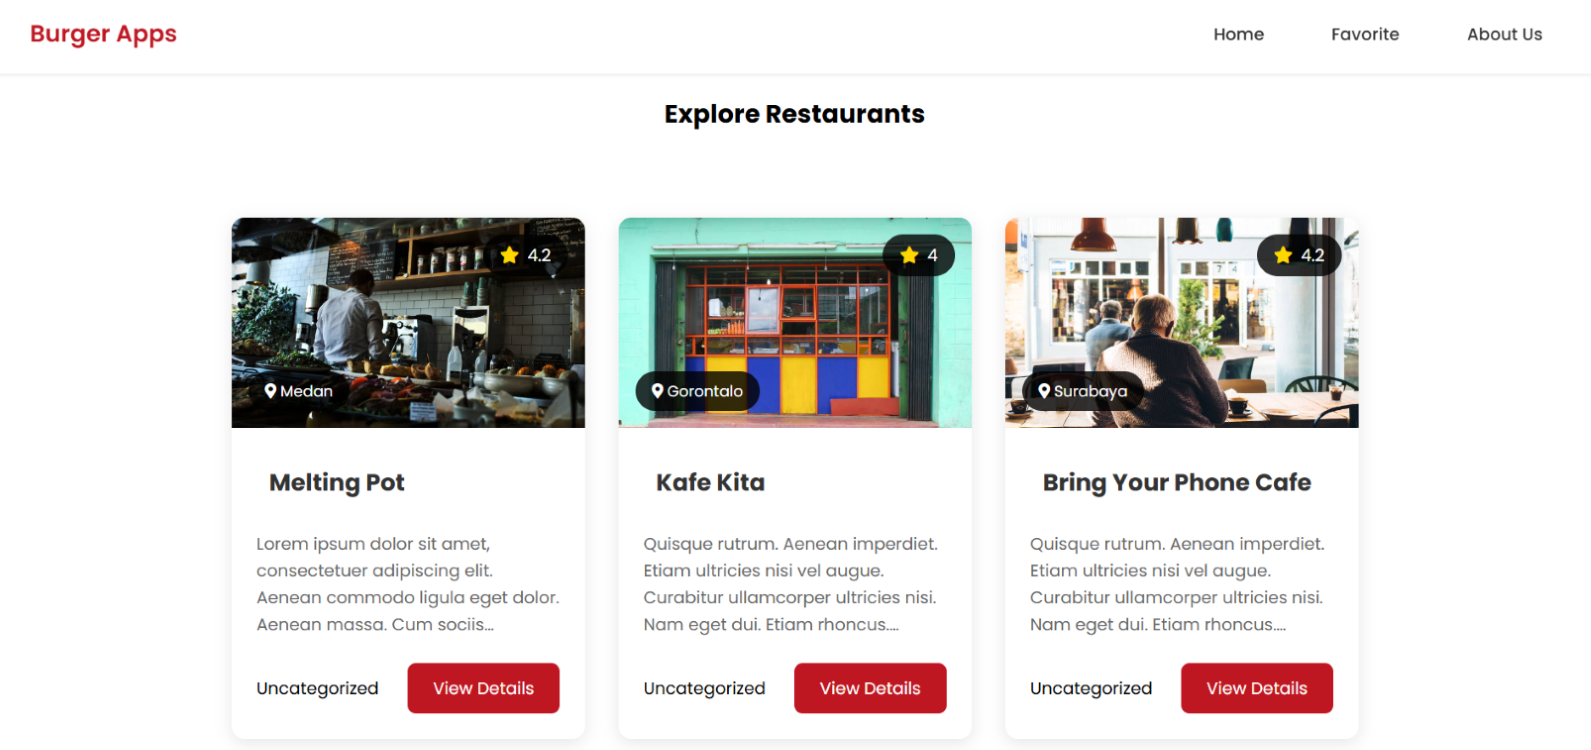 Burger Apps
Home
Favorite
About Us
Explore Restaurants
4.2
Medan
Melting Pot
Lorem ipsum dolor sit amet,
consectetuer adipiscing elit.
Aenean commodo ligula eget dolor.
Aenean massa. Cum sociis...
Uncategorized
View Details
4
Gorontalo
Kafe Kita
Quisque rutrum. Aenean imperdiet.
Etiam ultricies nisi vel augue.
Curabitur ullamcorper ultricies nisi.
Nam eget dui. Etiam rhoncus....
Uncategorized
View Details
4.2
Surabaya
Bring Your Phone Cafe
Quisque rutrum. Aenean imperdiet.
Etiam ultricies nisi vel augue.
Curabitur ullamcorper ultricies nisi.
Nam eget dui. Etiam rhoncus....
Uncategorized
View Details